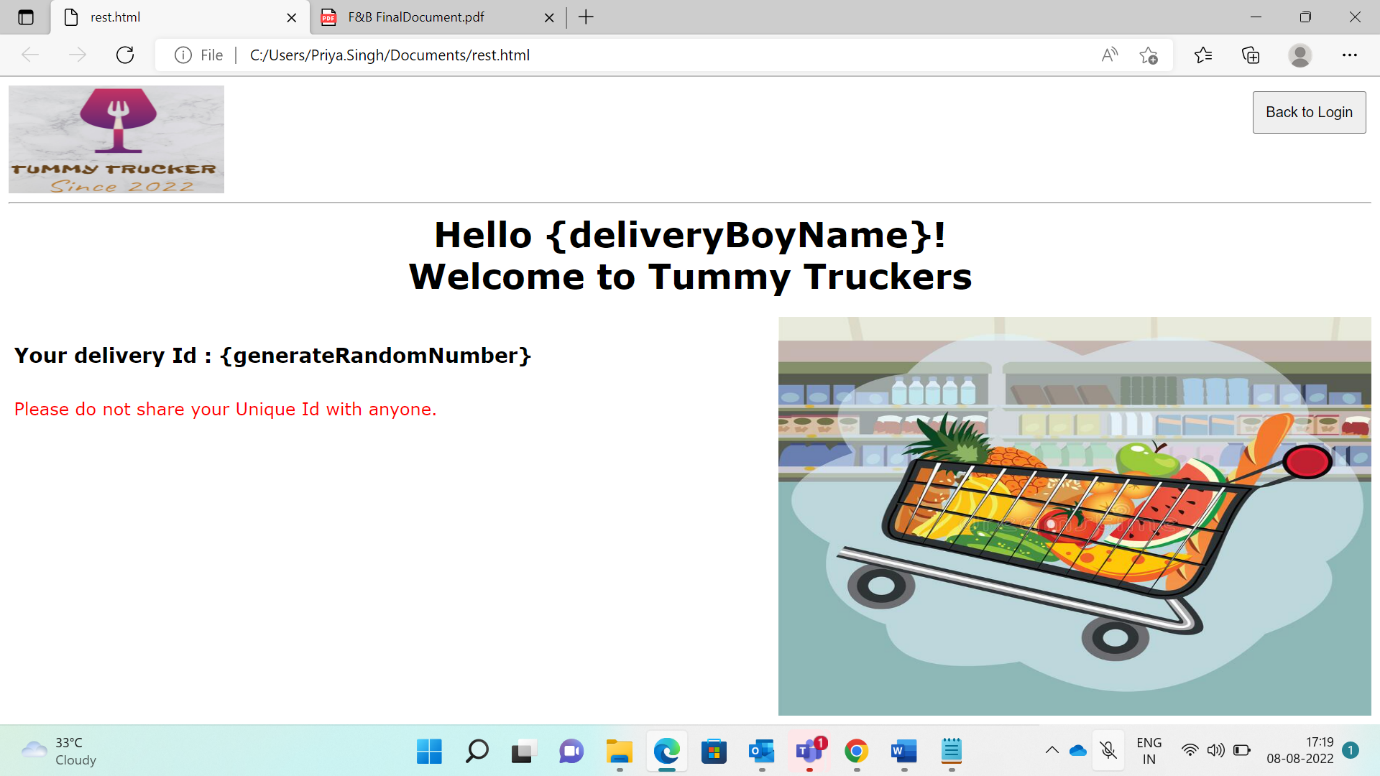 rest.html
F&B FinalDocument.pdf
File
C:/Users/Priya.Singh/Documents/rest.html
TUMMY TRUCKER
Since 2022
Back to Login
Hello {deliveryBoyName}!
Welcome to Tummy Truckers
Your delivery Id : {generateRandomNumber}
Please do not share your Unique Id with anyone.
33°C
Cloudy
1
ENG
IN
17:19
08-08-2022
1